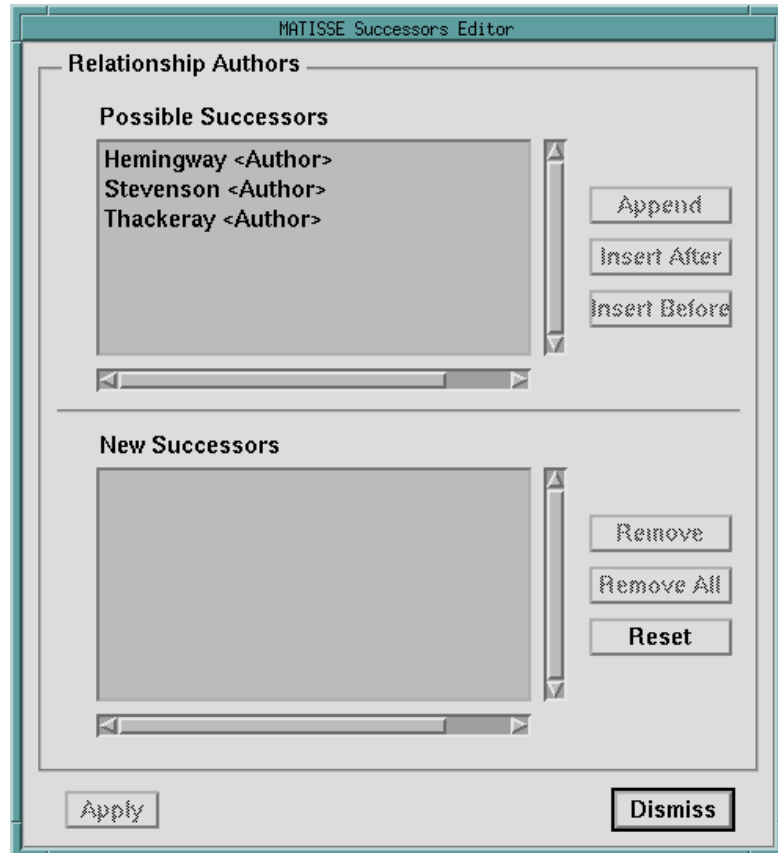 MATISSE Successors Editor
Relationship Authors
Possible Successors
Hemingway <Author>
Stevenson <Author>
Thackeray <Author>
Append
Insert After
Insert Before
New Successors
Remove
Remove All
Reset
Apply
Dismiss